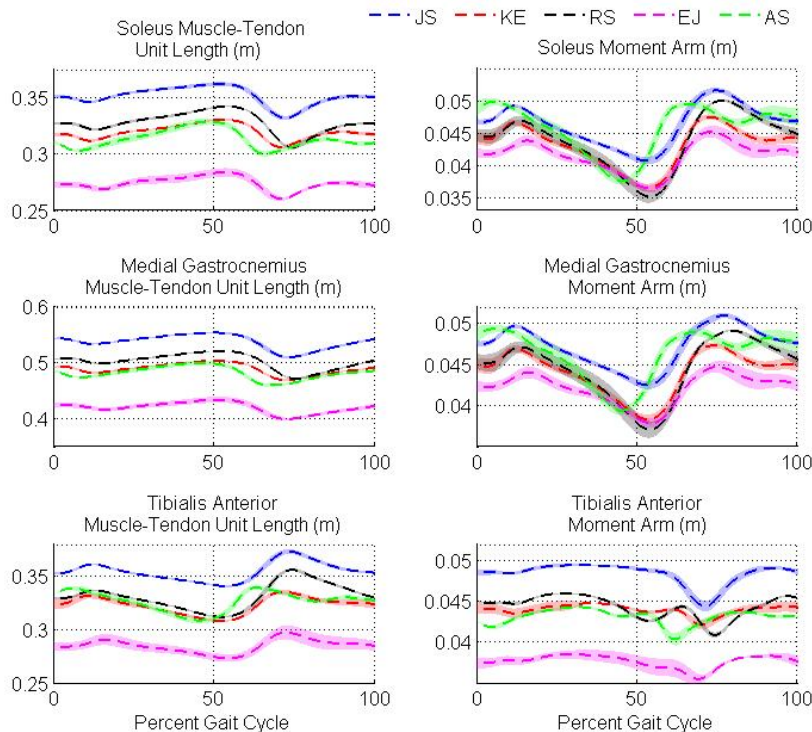 JS KE RS EJ AS
Soleus Muscle-Tendon
Unit Length (m)
0.35
0.3
0.25
0 50 100
Soleus Moment Arm (m)
0.05
0.045
0.04
0.035
0 50 100
Medial Gastrocnemius
Muscle-Tendon Unit Length (m)
0.6
0.5
0.4
0 50 100
Medial Gastrocnemius
Moment Arm (m)
0.05
0.045
0.04
0 50 100
Tibialis Anterior
Muscle-Tendon Unit Length (m)
0.35
0.3
0.25
0 50 100
Percent Gait Cycle
Tibialis Anterior
Moment Arm (m)
0.05
0.045
0.04
0 50 100
Percent Gait Cycle